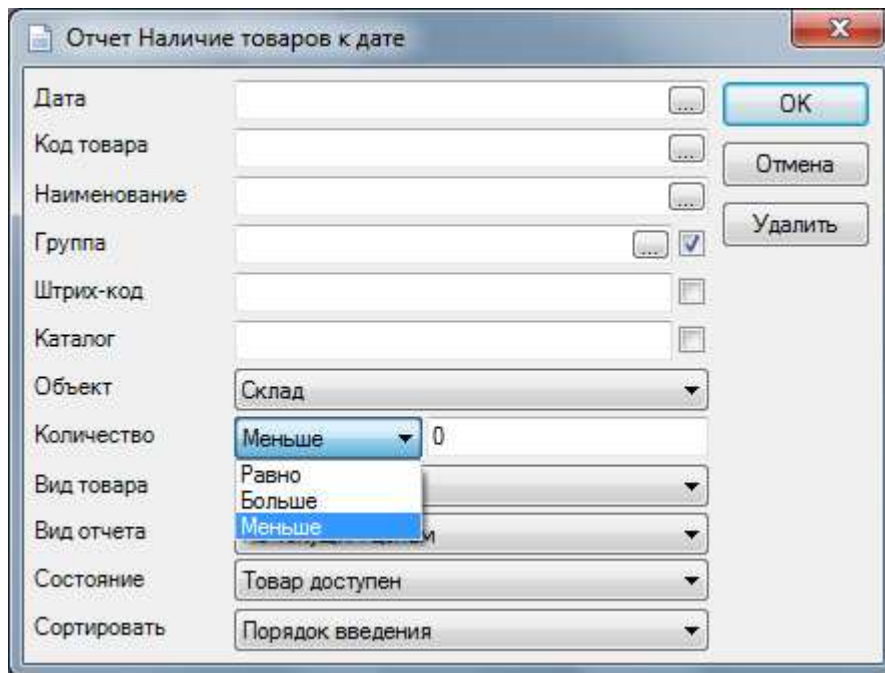 Отчет Наличие товаров к дате
Дата ...
OK
Код товара ...
Отмена
Наименование ...
Удалить
Группа ...
Штрих-код
Каталог
Объект Склад
Количество Меньше 0
Равно
Вид товара
Больше
Меньше
Вид отчета
Состояние Товар доступен
Сортировать Порядок введения